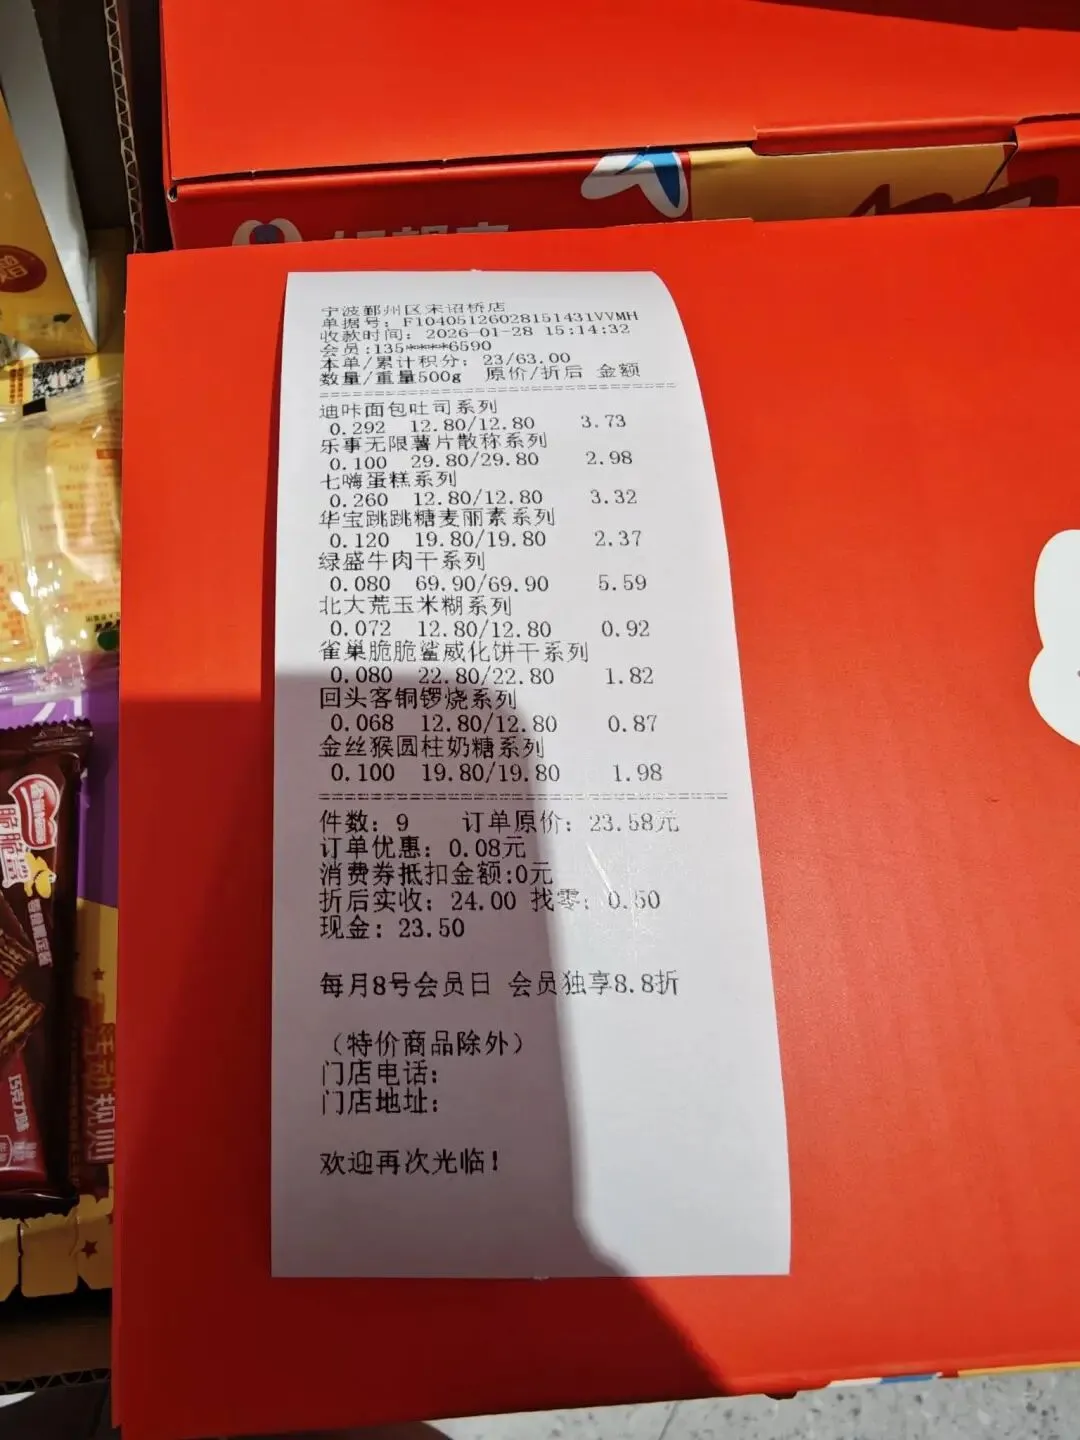 宁波鄞州区宋诏桥店
单据号: F10405126028151431VVMH
收款时间: 2026-01-28 15:14:32
会员:135****6590
本单/累计积分: 23/63.00
数量/重量500g 原价/折后 金额
迪咔面包吐司系列
0.292 12.80/12.80 3.73
乐事无限薯片散称系列
0.100 29.80/29.80 2.98
七嗨蛋糕系列
0.260 12.80/12.80 3.32
华宝跳跳糖麦丽素系列
0.120 19.80/19.80 2.37
绿盛牛肉干系列
0.080 69.90/69.90 5.59
北大荒玉米糊系列
0.072 12.80/12.80 0.92
雀巢脆脆鲨威化饼干系列
0.080 22.80/22.80 1.82
回头客铜锣烧系列
0.068 12.80/12.80 0.87
金丝猴圆柱奶糖系列
0.100 19.80/19.80 1.98
件数: 9 订单原价: 23.58元
订单优惠: 0.08元
消费券抵扣金额:0元
折后实收: 24.00 找零: 0.50
现金: 23.50
每月8号会员日 会员独享8.8折
（特价商品除外）
门店电话:
门店地址:
欢迎再次光临!
脆脆鲨
巧克力味
活动规则